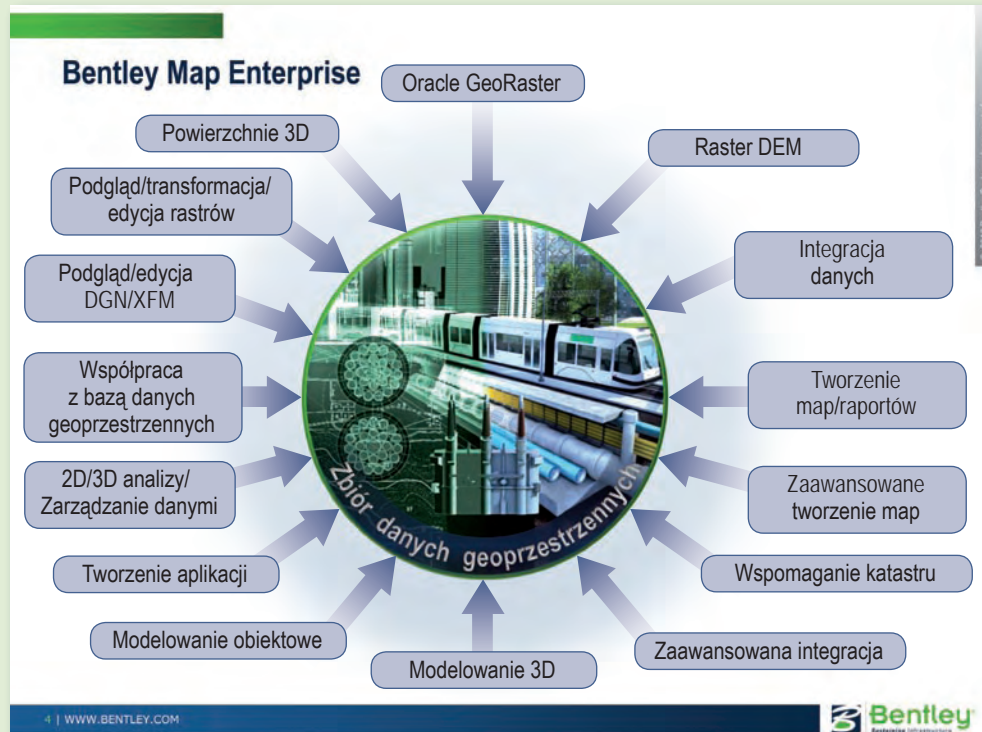 Bentley Map Enterprise
Oracle GeoRaster
Powierzchnie 3D
Raster DEM
Podgląd/transformacja/
edycja rastrów
Integracja
danych
Podgląd/edycja
DGN/XFM
Współpraca
z bazą danych
geoprzestrzennych
Tworzenie
map/raportów
2D/3D analizy/
Zarządzanie danymi
Zaawansowane
tworzenie map
Zbiór danych geoprzestrzennych
Tworzenie aplikacji
Wspomaganie katastru
Modelowanie obiektowe
Zaawansowana integracja
Modelowanie 3D
4 | WWW.BENTLEY.COM
Bentley